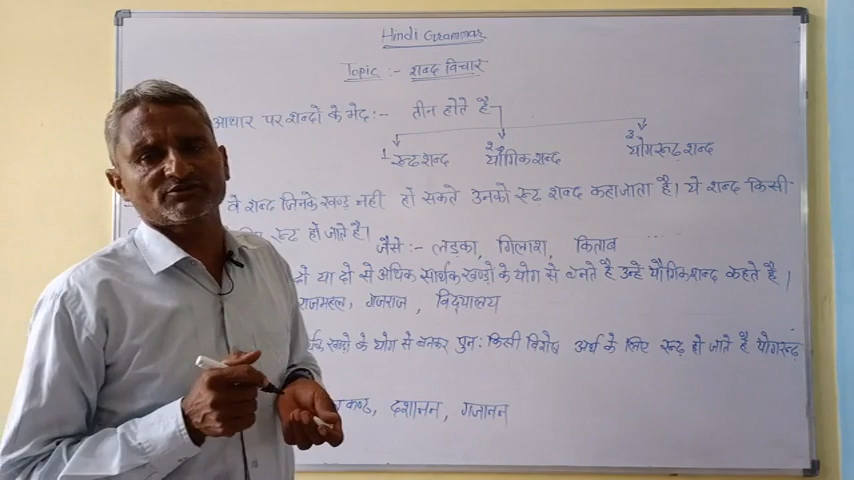 Hindi Grammar
Topic :- शब्द विचार
आधार पर शब्दों के भेद :- तीन होते है
1 रूढ शब्द 2 यौगिक शब्द 3 योगरूढ़ शब्द
वे शब्द जिनके खण्ड नही हो सकते उनको रूढ़ शब्द कहा जाता है। ये शब्द किसी
रूढ हो जाते है।
जैसे :- लड़का, गिलाश, किताब ...
दो या दो से अधिक सार्थक खण्डों के योग से बनते है उन्हे यौगिक शब्द कहते है।
राजमहल, गजराज, विद्यालय
के योग से बनकर पुन: किसी विशेष अर्थ के लिए रूढ़ हो जाते है योगरूढ़
दशानन, गजानन